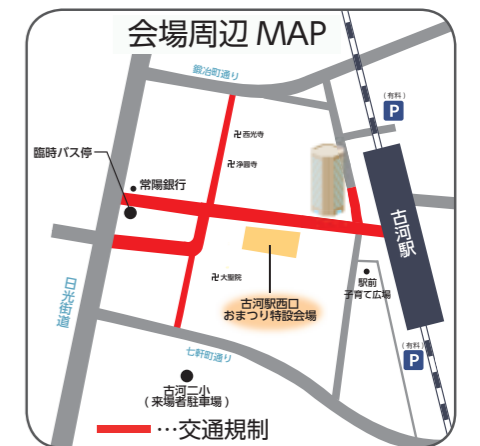 会場周辺 MAP
鍛冶町通り
(有料)
P
卍西光寺
臨時バス停
卍浄圓寺
常陽銀行
古河駅
日光街道
卍大聖院
駅前
子育て広場
古河駅西口
おまつり特設会場
七軒町通り
(有料)
P
古河二小
(来場者駐車場)
…交通規制